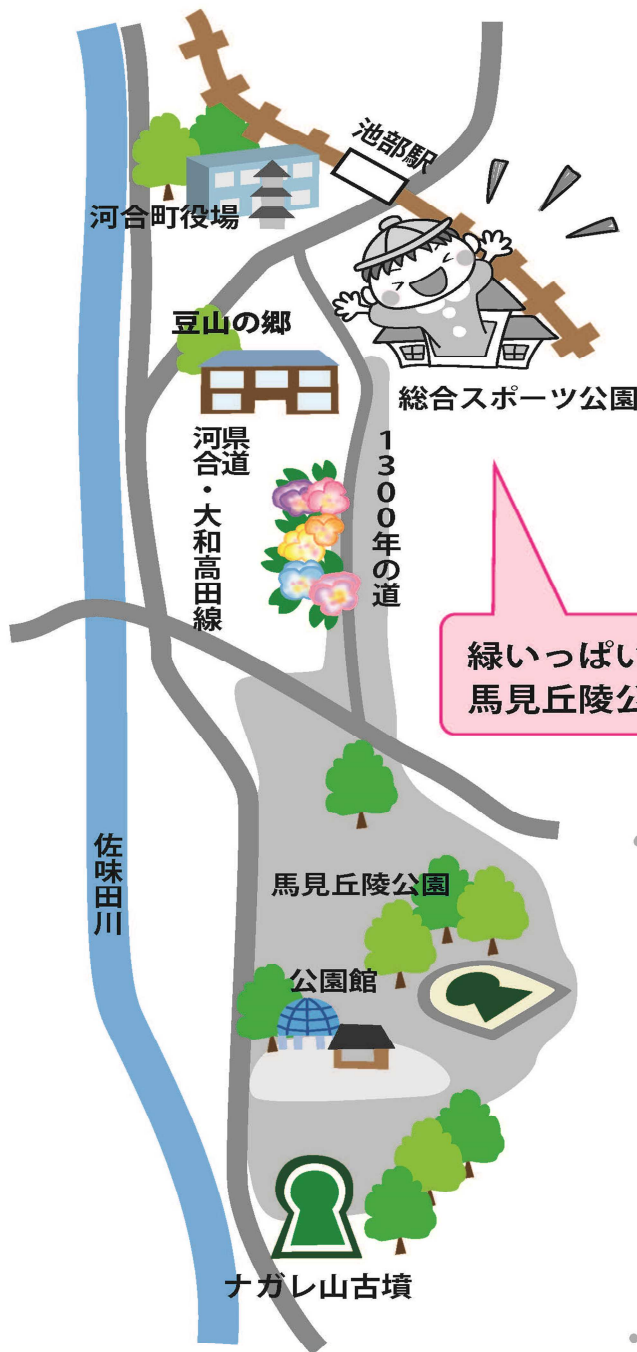 池部駅
河合町役場
豆山の郷
総合スポーツ公園
県道
河合・大和高田線
1300年の道
緑いっぱい
馬見丘陵公
佐味田川
馬見丘陵公園
公園館
ナガレ山古墳